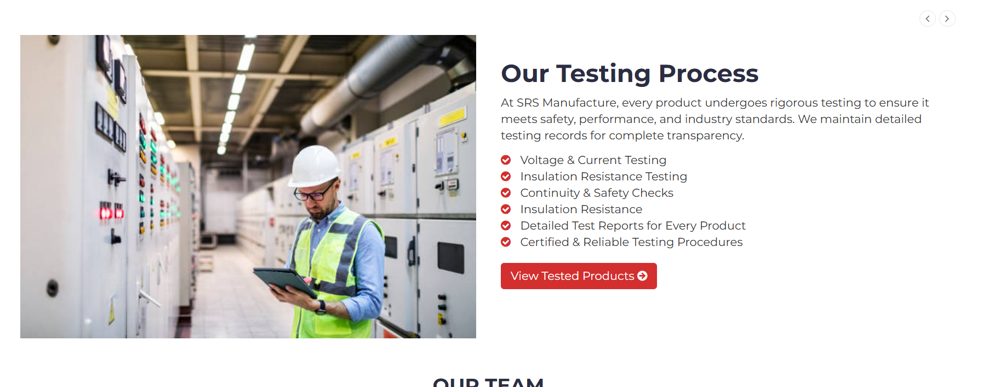 Our Testing Process
At SRS Manufacture, every product undergoes rigorous testing to ensure it
meets safety, performance, and industry standards. We maintain detailed
testing records for complete transparency.
Voltage & Current Testing
Insulation Resistance Testing
Continuity & Safety Checks
Insulation Resistance
Detailed Test Reports for Every Product
Certified & Reliable Testing Procedures
View Tested Products
OUR TEAM